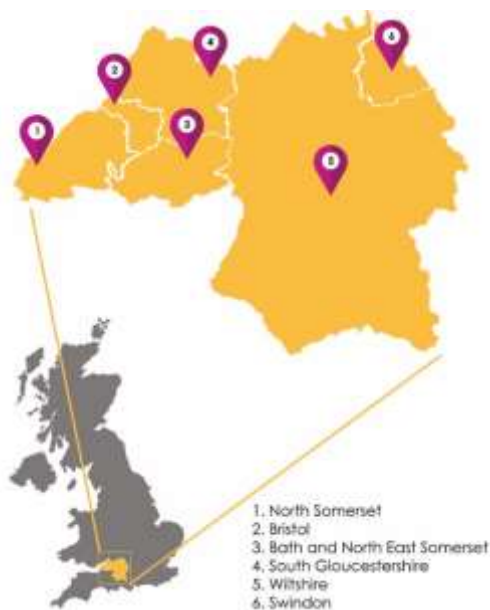 6
4
2
3
1
5
1. North Somerset
2. Bristol
3. Bath and North East Somerset
4. South Gloucestershire
5. Wiltshire
6. Swindon